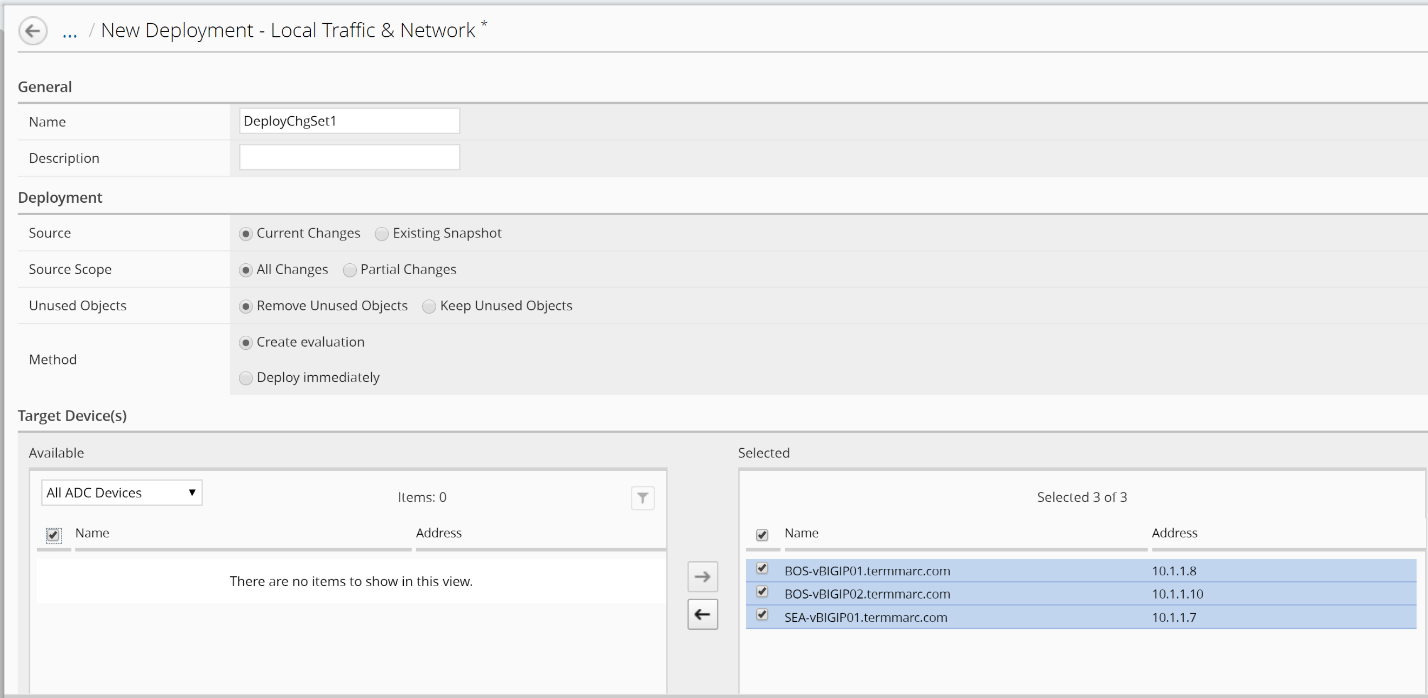 ... / New Deployment - Local Traffic & Network *
General
Name DeployChgSet1
Description
Deployment
Source Current Changes Existing Snapshot
Source Scope All Changes Partial Changes
Unused Objects Remove Unused Objects Keep Unused Objects
Method
Create evaluation
Deploy immediately
Target Device(s)
Available
All ADC Devices Items: 0
Name Address
There are no items to show in this view.
Selected
Selected 3 of 3
Name Address
BOS-vBIGIP01.termmarc.com 10.1.1.8
BOS-vBIGIP02.termmarc.com 10.1.1.10
SEA-vBIGIP01.termmarc.com 10.1.1.7